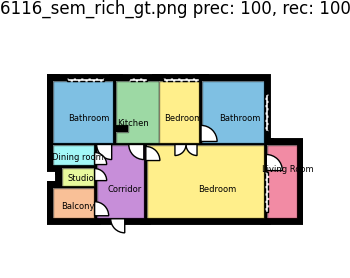 6116_sem_rich_gt.png prec: 100, rec: 100
Bathroom Kitchen Bedroom Bathroom
Dining room
Living Room
Studio
Corridor Bedroom
Balcony